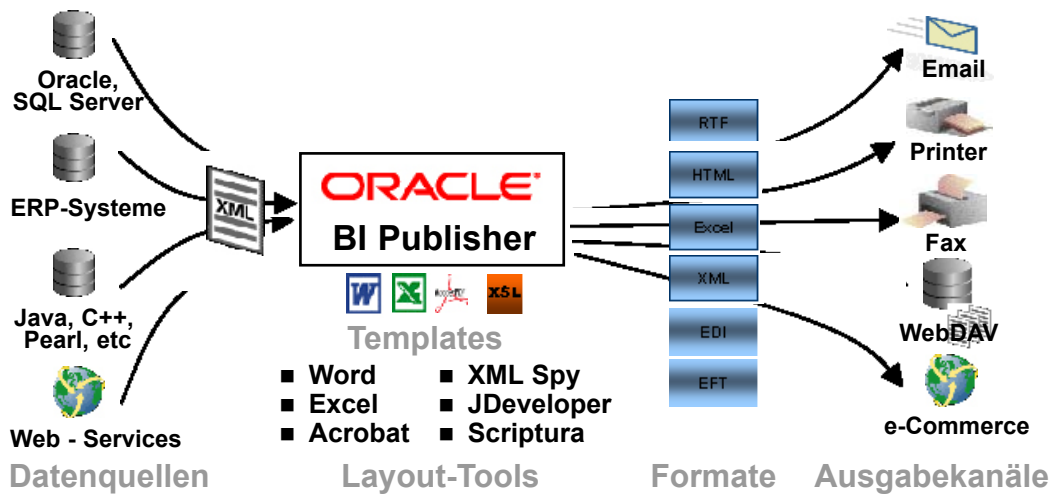 Oracle,
SQL Server
ERP-Systeme
Java, C++,
Pearl, etc
Web - Services
Datenquellen
XML
ORACLE
BI Publisher
W
X
XSL
Templates
■ Word
■ Excel
■ Acrobat
■ XML Spy
■ JDeveloper
■ Scriptura
Layout-Tools
RTF
HTML
Excel
XML
EDI
EFT
Formate
Email
Printer
Fax
WebDAV
e-Commerce
Ausgabekanäle